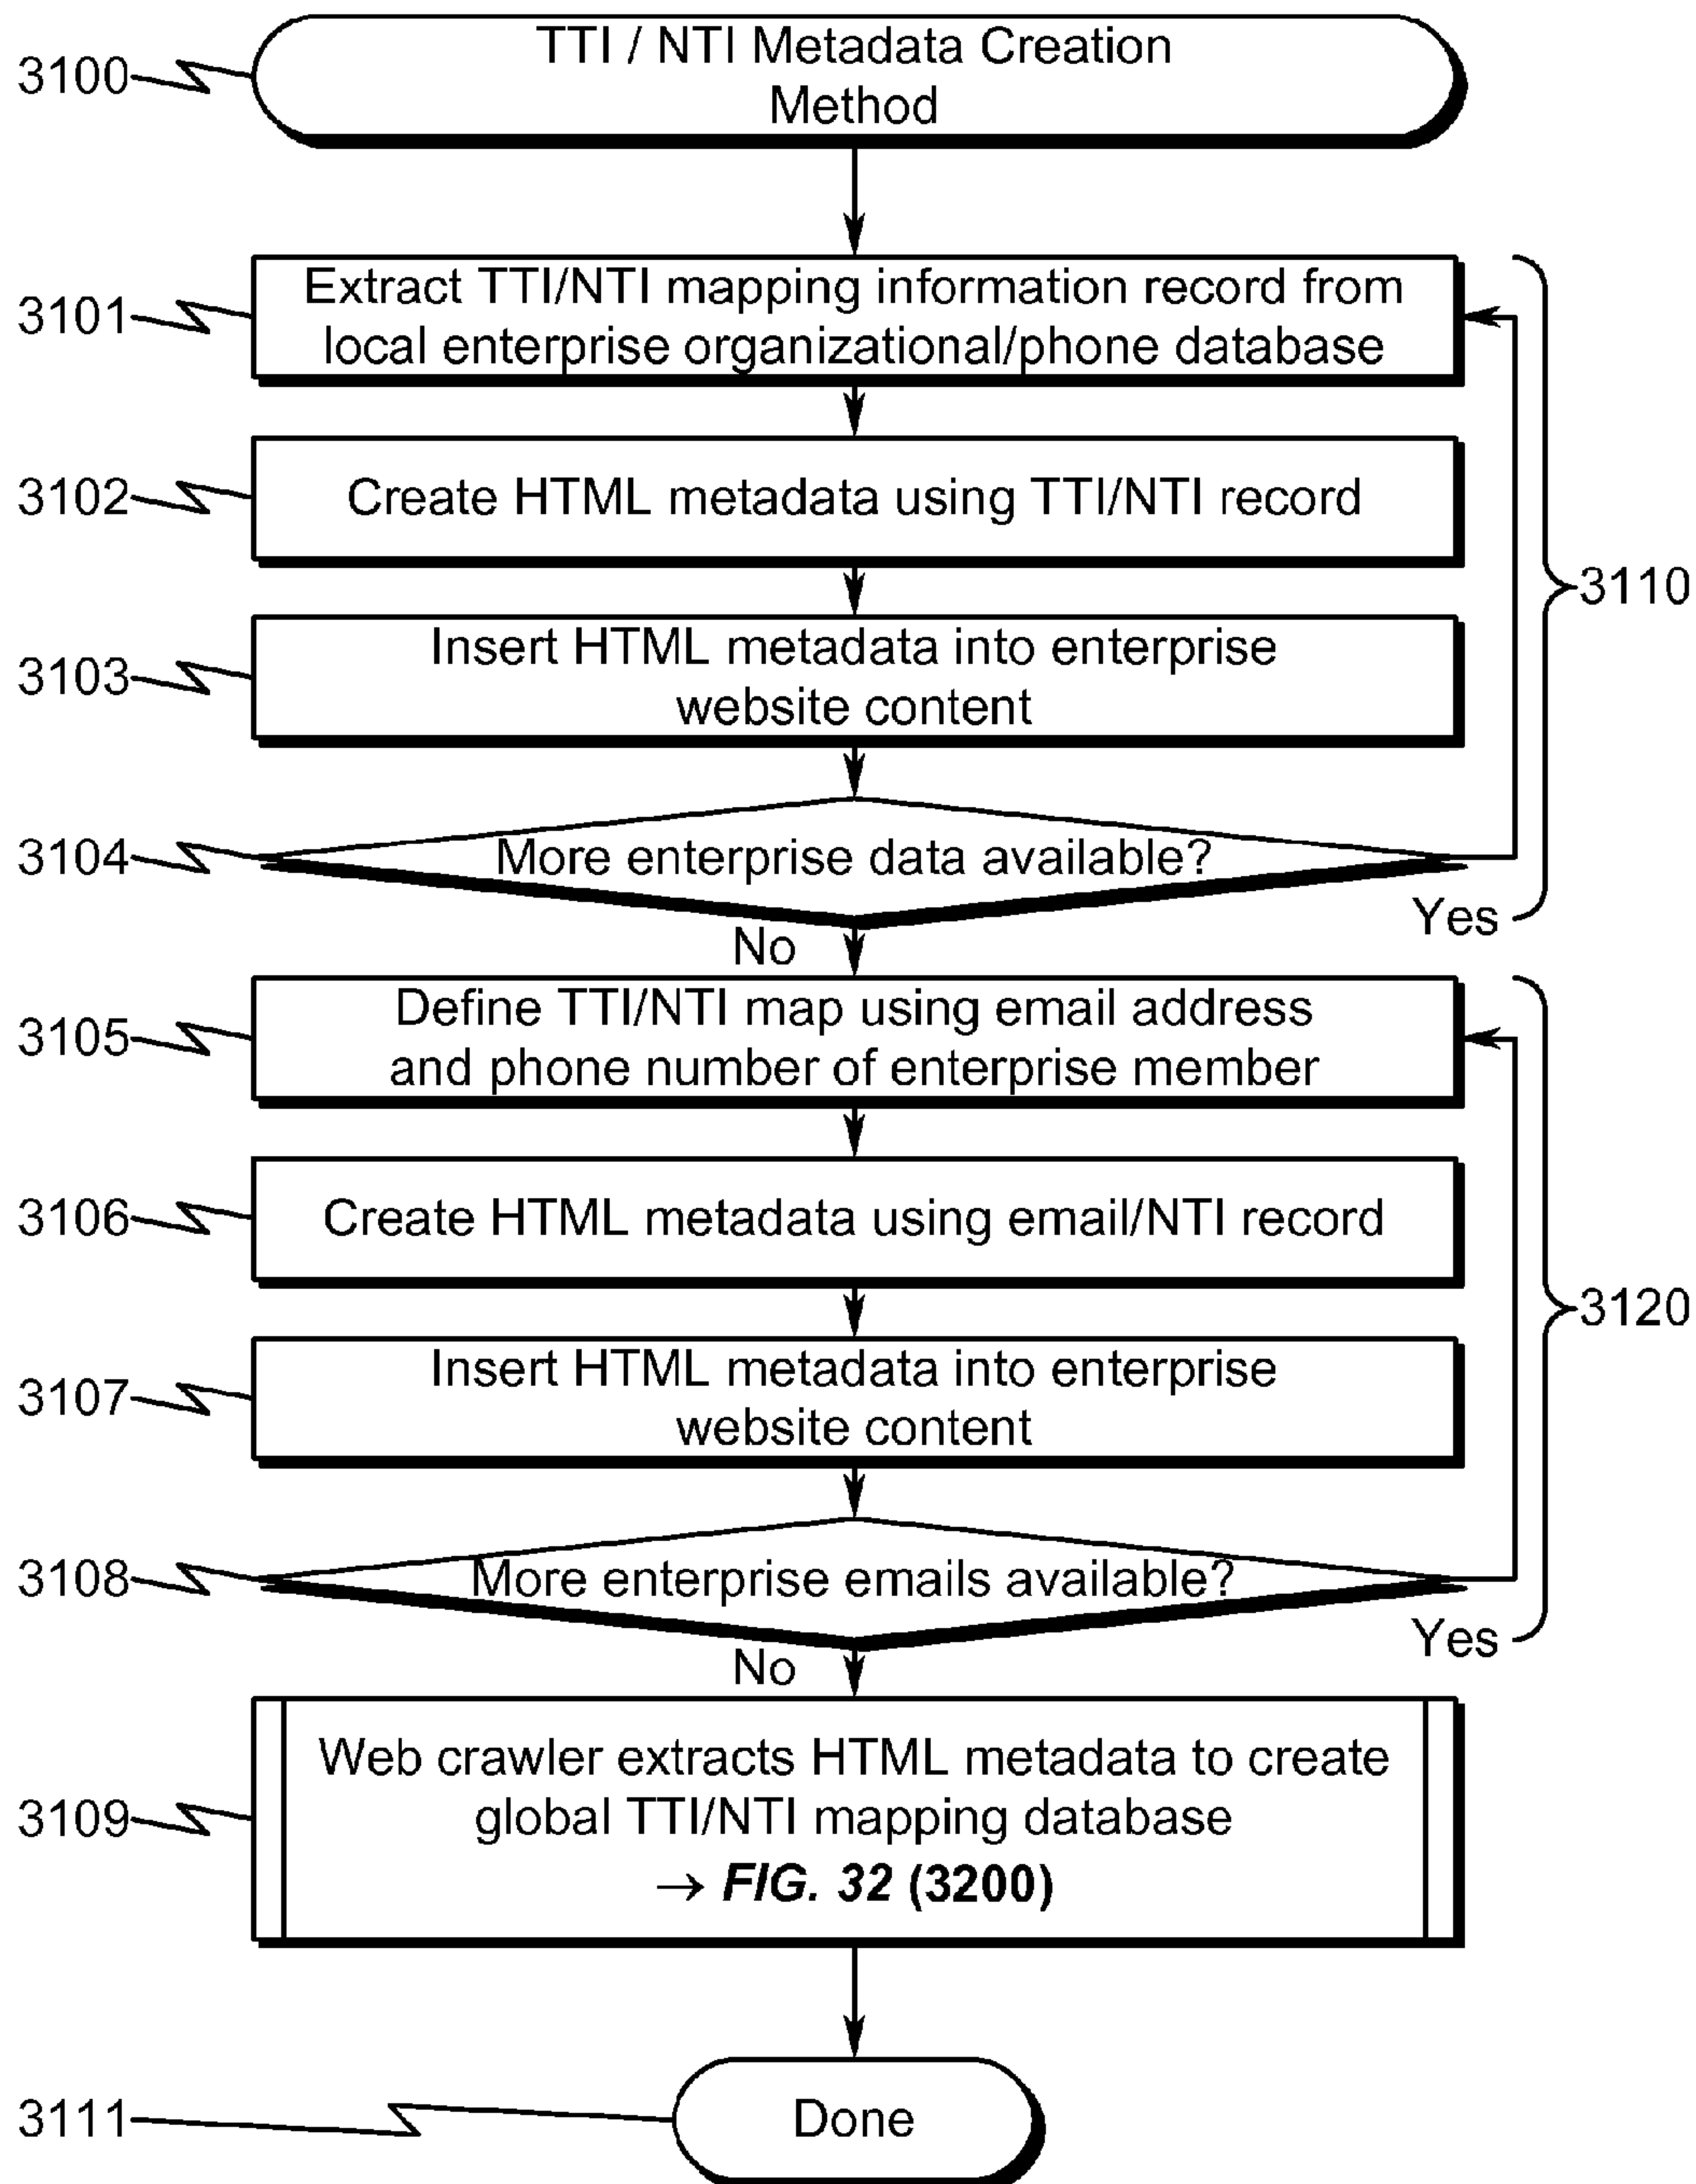 3100
TTI / NTI Metadata Creation
Method
3101
Extract TTI/NTI mapping information record from
local enterprise organizational/phone database
3102
Create HTML metadata using TTI/NTI record
3110
3103
Insert HTML metadata into enterprise
website content
3104
More enterprise data available?
Yes
No
3105
Define TTI/NTI map using email address
and phone number of enterprise member
3106
Create HTML metadata using email/NTI record
3120
3107
Insert HTML metadata into enterprise
website content
3108
More enterprise emails available?
Yes
No
3109
Web crawler extracts HTML metadata to create
global TTI/NTI mapping database
→ FIG. 32 (3200)
3111
Done